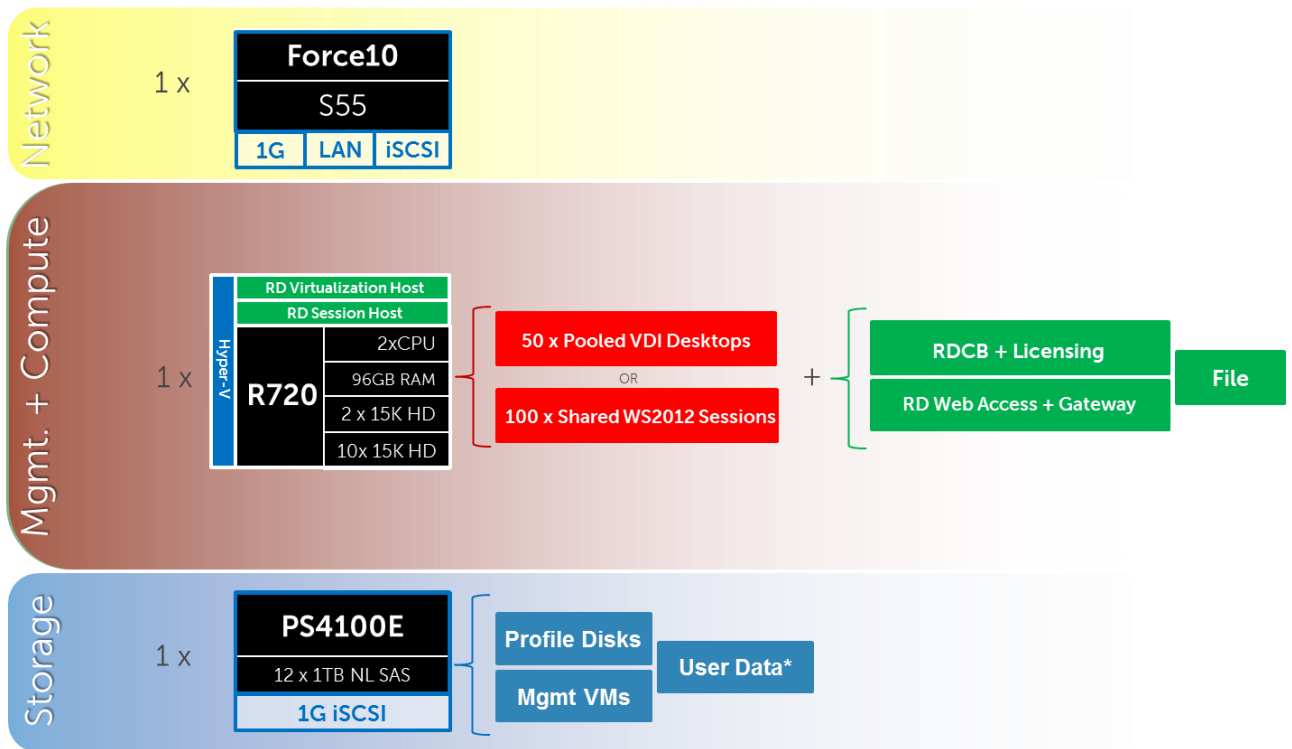 Network
1 x
Force10
S55
1G LAN iSCSI
Mgmt. + Compute
1 x
Hyper-V
RD Virtualization Host
RD Session Host
R720
2xCPU
96GB RAM
2 x 15K HD
10x 15K HD
50 x Pooled VDI Desktops
OR
100 x Shared WS2012 Sessions
+
RDCB + Licensing
RD Web Access + Gateway
File
Storage
1 x
PS4100E
12 x 1TB NL SAS
1G iSCSI
Profile Disks
Mgmt VMs
User Data*